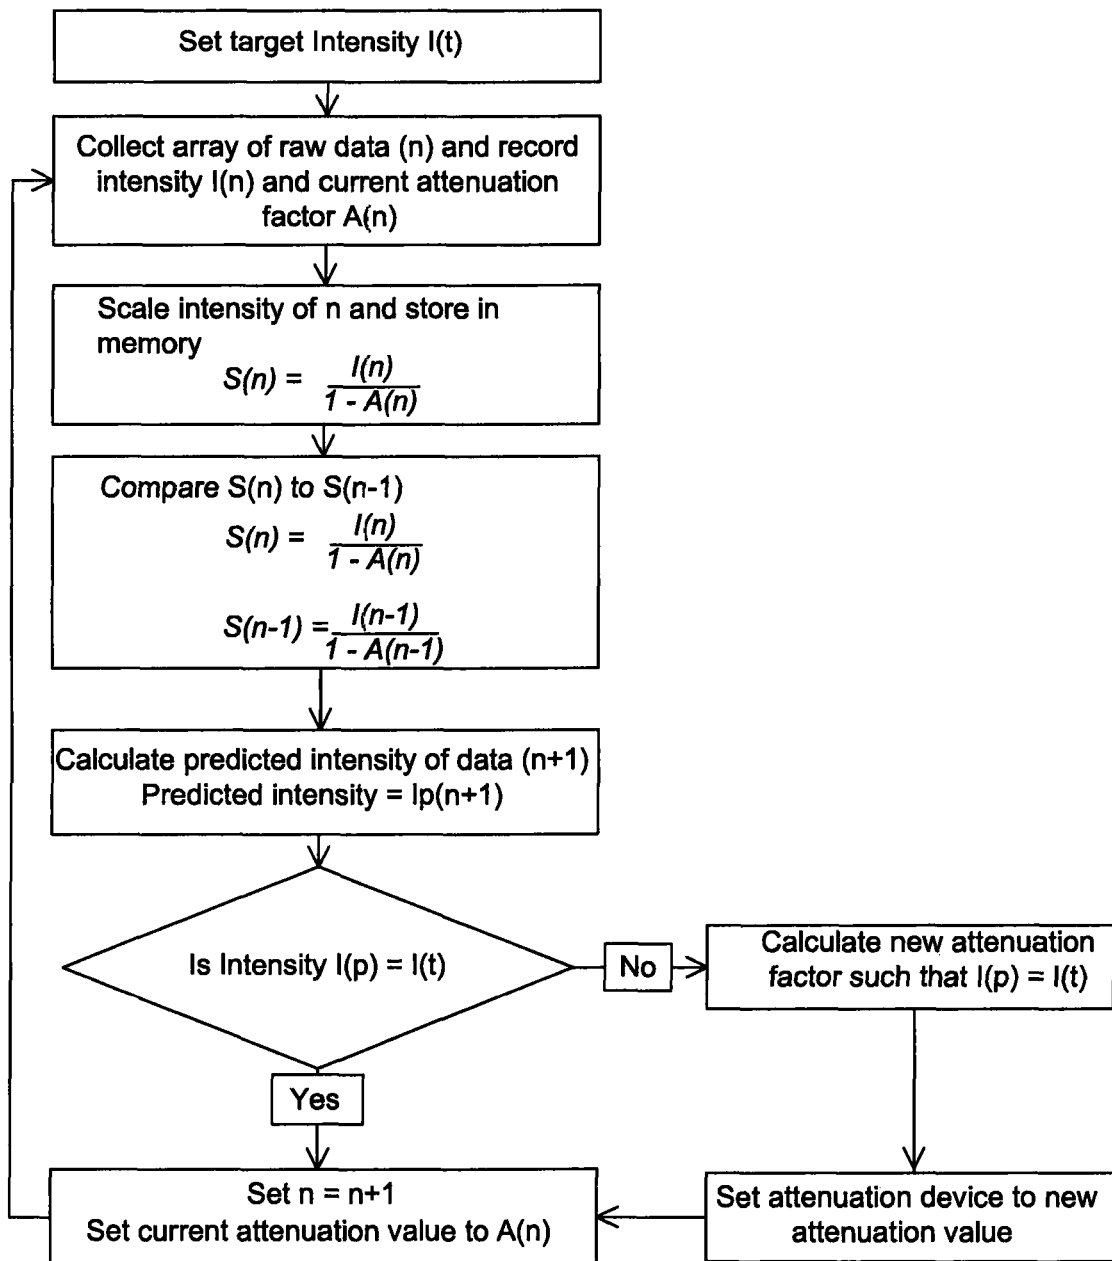 Set target Intensity I(t)
Collect array of raw data (n) and record
intensity I(n) and current attenuation
factor A(n)
Scale intensity of n and store in
memory
S(n) = I(n)
1 - A(n)
Compare S(n) to S(n-1)
S(n) = I(n)
1 - A(n)
S(n-1) = I(n-1)
1 - A(n-1)
Calculate predicted intensity of data (n+1)
Predicted intensity = Ip(n+1)
Is Intensity I(p) = I(t)
No
Calculate new attenuation
factor such that I(p) = I(t)
Yes
Set n = n+1
Set current attenuation value to A(n)
Set attenuation device to new
attenuation value